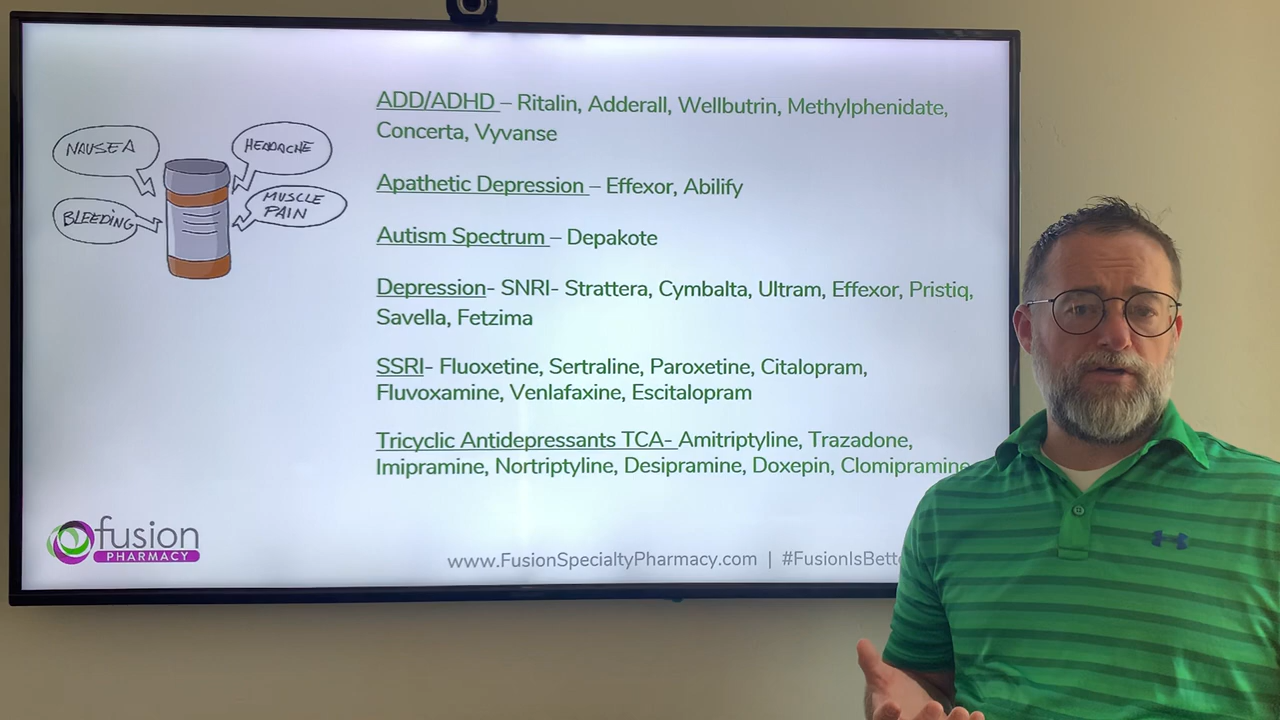 NAUSEA
HEADACHE
BLEEDING
MUSCLE
PAIN
ADD/ADHD – Ritalin, Adderall, Wellbutrin, Methylphenidate,
Concerta, Vyvanse
Apathetic Depression – Effexor, Abilify
Autism Spectrum – Depakote
Depression- SNRI- Strattera, Cymbalta, Ultram, Effexor, Pristiq,
Savella, Fetzima
SSRI- Fluoxetine, Sertraline, Paroxetine, Citalopram,
Fluvoxamine, Venlafaxine, Escitalopram
Tricyclic Antidepressants TCA- Amitriptyline, Trazadone,
Imipramine, Nortriptyline, Desipramine, Doxepin, Clomipramine
fusion
PHARMACY
www.FusionSpecialtyPharmacy.com | #FusionIsBette